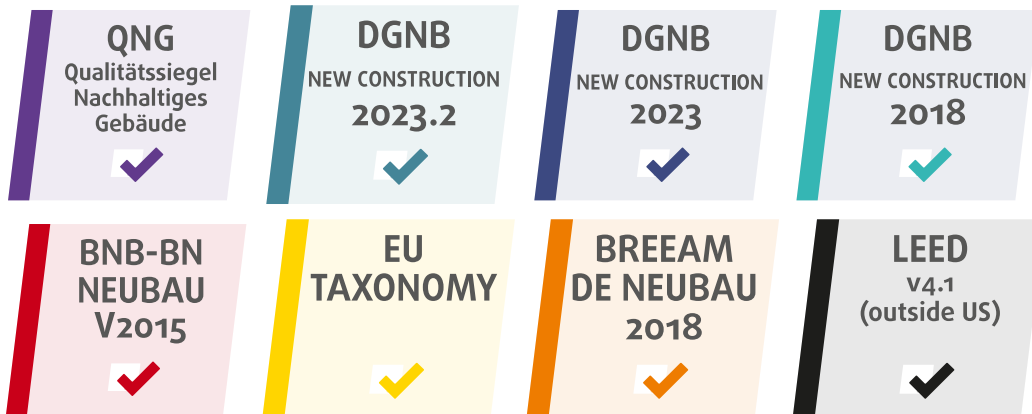 QNG
Qualitätssiegel
Nachhaltiges
Gebäude
DGNB
NEW CONSTRUCTION
2023.2
DGNB
NEW CONSTRUCTION
2023
DGNB
NEW CONSTRUCTION
2018
BNB-BN
NEUBAU
V2015
EU
TAXONOMY
BREEAM
DE NEUBAU
2018
LEED
v4.1
(outside US)